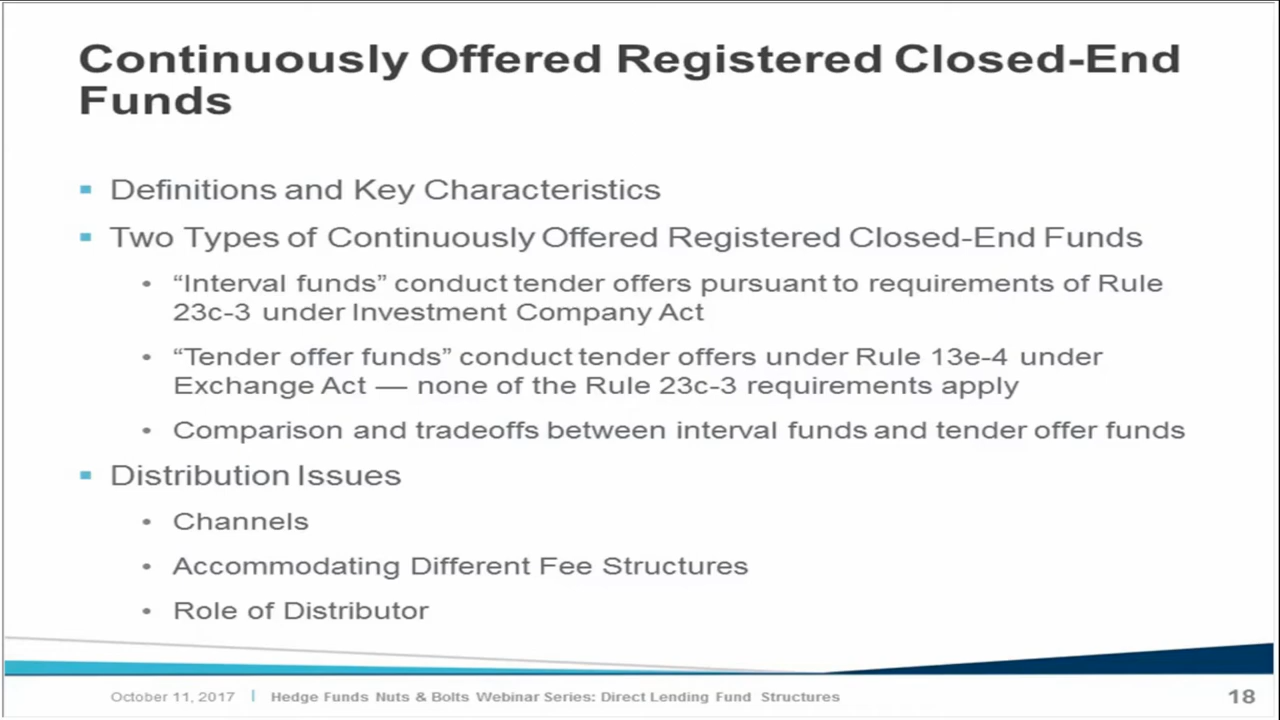 Continuously Offered Registered Closed-End
Funds
Definitions and Key Characteristics
Two Types of Continuously Offered Registered Closed-End Funds
• “Interval funds” conduct tender offers pursuant to requirements of Rule
23c-3 under Investment Company Act
• “Tender offer funds” conduct tender offers under Rule 13e-4 under
Exchange Act — none of the Rule 23c-3 requirements apply
• Comparison and tradeoffs between interval funds and tender offer funds
Distribution Issues
• Channels
• Accommodating Different Fee Structures
• Role of Distributor
October 11, 2017 | Hedge Funds Nuts & Bolts Webinar Series: Direct Lending Fund Structures 18